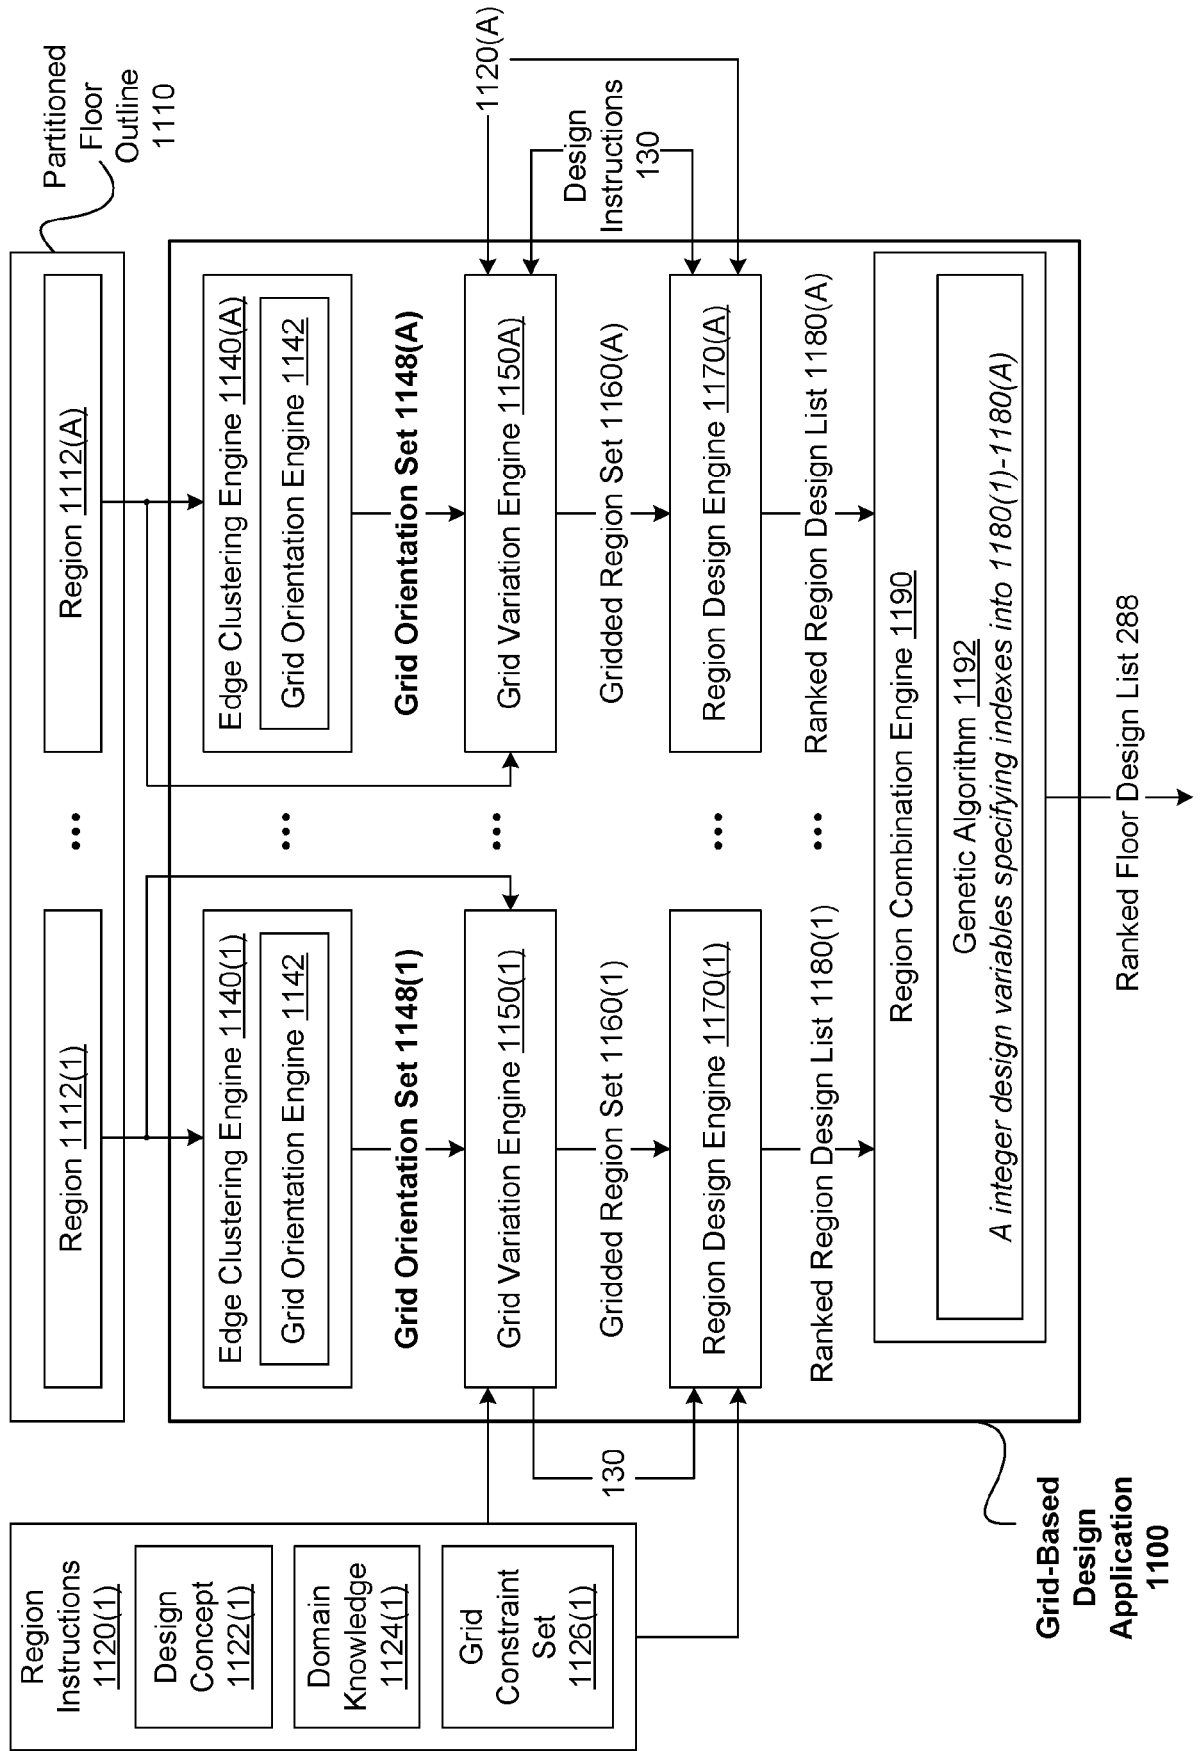 Partitioned
Floor
Outline
1110
Region 1112(1)
...
Region 1112(A)
Region
Instructions
1120(1)
Design
Concept
1122(1)
Domain
Knowledge
1124(1)
Grid
Constraint
Set
1126(1)
Edge Clustering Engine 1140(1)
Grid Orientation Engine 1142
...
Edge Clustering Engine 1140(A)
Grid Orientation Engine 1142
Grid Orientation Set 1148(1)
Grid Orientation Set 1148(A)
1120(A)
Grid Variation Engine 1150(1)
...
Grid Variation Engine 1150A)
Design
Instructions
130
130
Gridded Region Set 1160(1)
Gridded Region Set 1160(A)
Region Design Engine 1170(1)
...
Region Design Engine 1170(A)
Ranked Region Design List 1180(1)
...
Ranked Region Design List 1180(A)
Region Combination Engine 1190
Genetic Algorithm 1192
A integer design variables specifying indexes into 1180(1)-1180(A)
Grid-Based
Design
Application
1100
Ranked Floor Design List 288